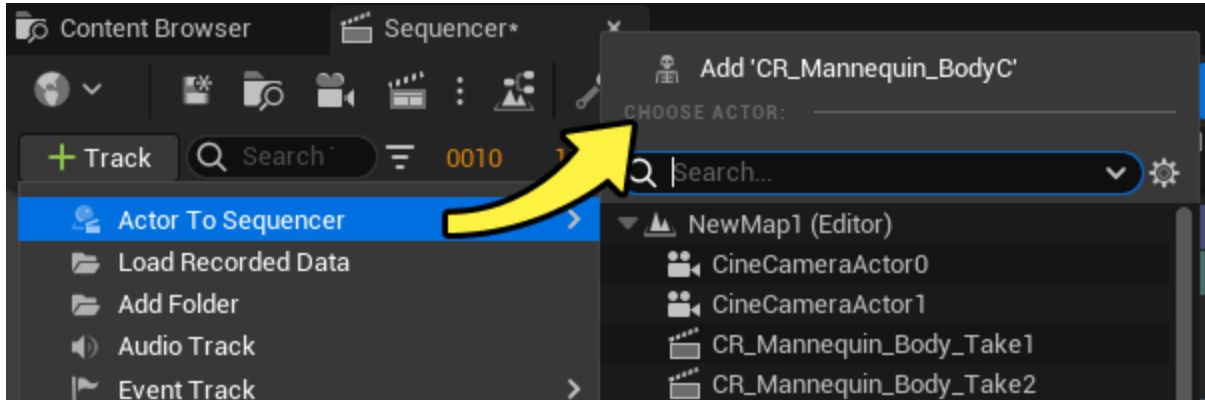 Content Browser
Sequencer*
Add 'CR_Mannequin_BodyC'
CHOOSE ACTOR:
Track
Search
0010
Search...
Actor To Sequencer
NewMap1 (Editor)
Load Recorded Data
CineCameraActor0
Add Folder
CineCameraActor1
Audio Track
CR_Mannequin_Body_Take1
Event Track
CR_Mannequin_Body_Take2